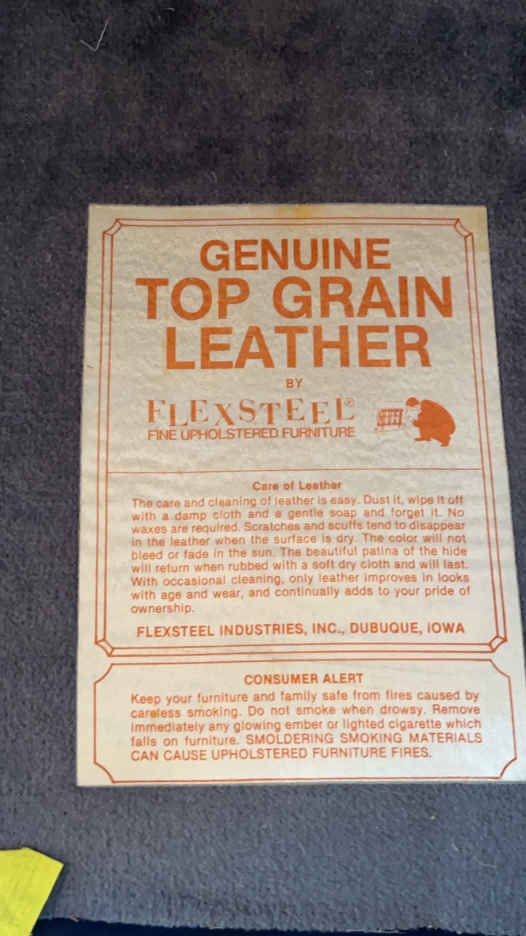 GENUINE
TOP GRAIN
LEATHER
BY
FLEXSTEEL®
FINE UPHOLSTERED FURNITURE
Care of Leather
The care and cleaning of leather is easy. Dust it, wipe it off
with a damp cloth and a gentle soap and forget it. No
waxes are required. Scratches and scuffs tend to disappear
in the leather when the surface is dry. The color will not
bleed or fade in the sun. The beautiful patina of the hide
will return when rubbed with a soft dry cloth and will last.
With occasional cleaning, only leather improves in looks
with age and wear, and continually adds to your pride of
ownership.
FLEXSTEEL INDUSTRIES, INC., DUBUQUE, IOWA
CONSUMER ALERT
Keep your furniture and family safe from fires caused by
careless smoking. Do not smoke when drowsy. Remove
immediately any glowing ember or lighted cigarette which
falls on furniture. SMOLDERING SMOKING MATERIALS
CAN CAUSE UPHOLSTERED FURNITURE FIRES.